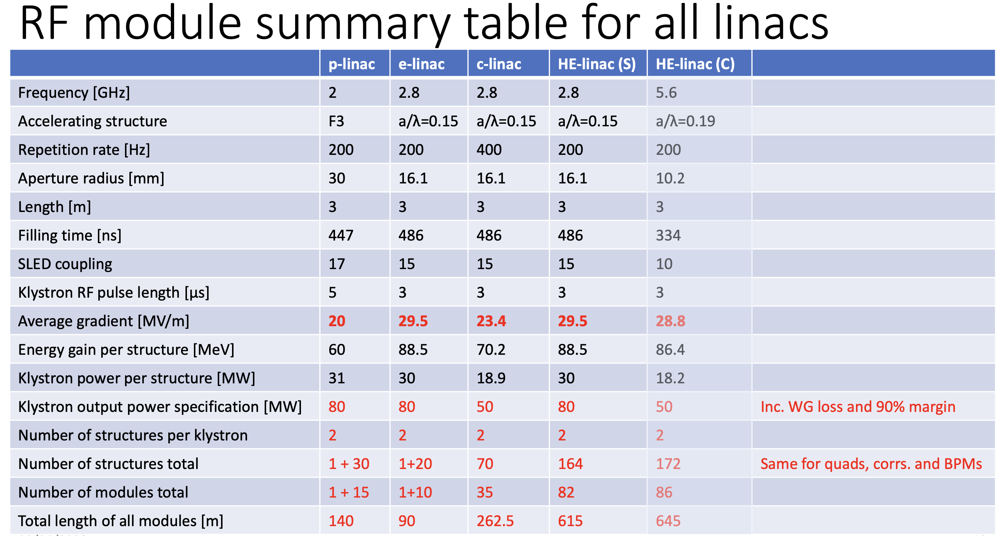 RF module summary table for all linacs
p-linac e-linac c-linac HE-linac (S) HE-linac (C)
Frequency [GHz] 2 2.8 2.8 2.8 5.6
Accelerating structure F3 a/λ=0.15 a/λ=0.15 a/λ=0.15 a/λ=0.19
Repetition rate [Hz] 200 200 400 200 200
Aperture radius [mm] 30 16.1 16.1 16.1 10.2
Length [m] 3 3 3 3 3
Filling time [ns] 447 486 486 486 334
SLED coupling 17 15 15 15 10
Klystron RF pulse length [μs] 5 3 3 3 3
Average gradient [MV/m] 20 29.5 23.4 29.5 28.8
Energy gain per structure [MeV] 60 88.5 70.2 88.5 86.4
Klystron power per structure [MW] 31 30 18.9 30 18.2
Klystron output power specification [MW] 80 80 50 80 50 Inc. WG loss and 90% margin
Number of structures per klystron 2 2 2 2 2
Number of structures total 1 + 30 1+20 70 164 172 Same for quads, corrs. and BPMs
Number of modules total 1 + 15 1+10 35 82 86
Total length of all modules [m] 140 90 262.5 615 645